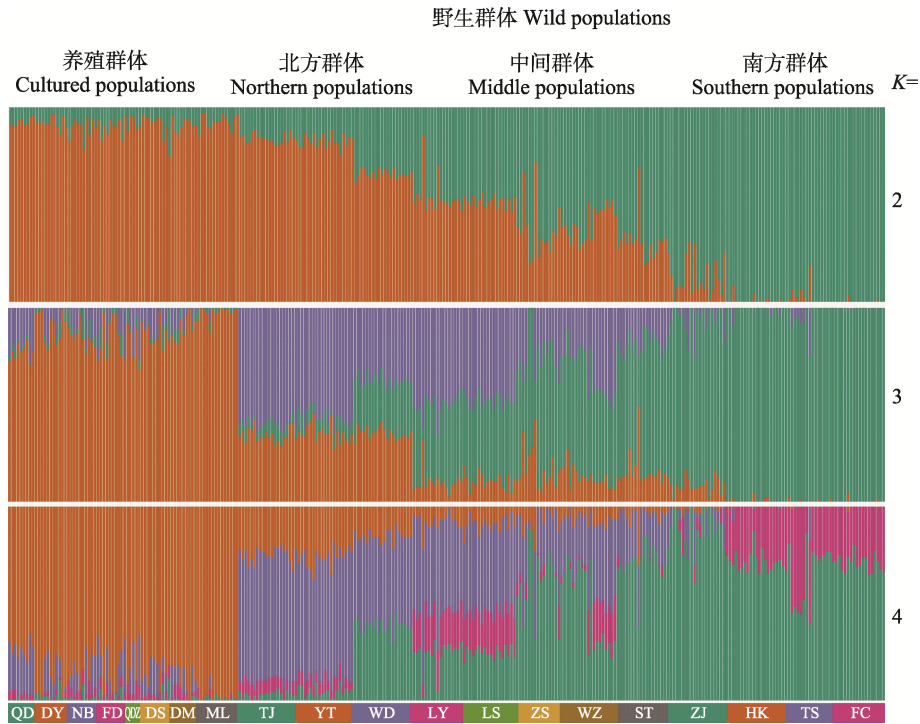 野生群体 Wild populations
养殖群体 北方群体 中间群体 南方群体
Cultured populations Northern populations Middle populations Southern populations K=
2
3
4
QD DY NB FD QZ DS DM ML TJ YT WD LY LS ZS WZ ST ZJ HK TS FC